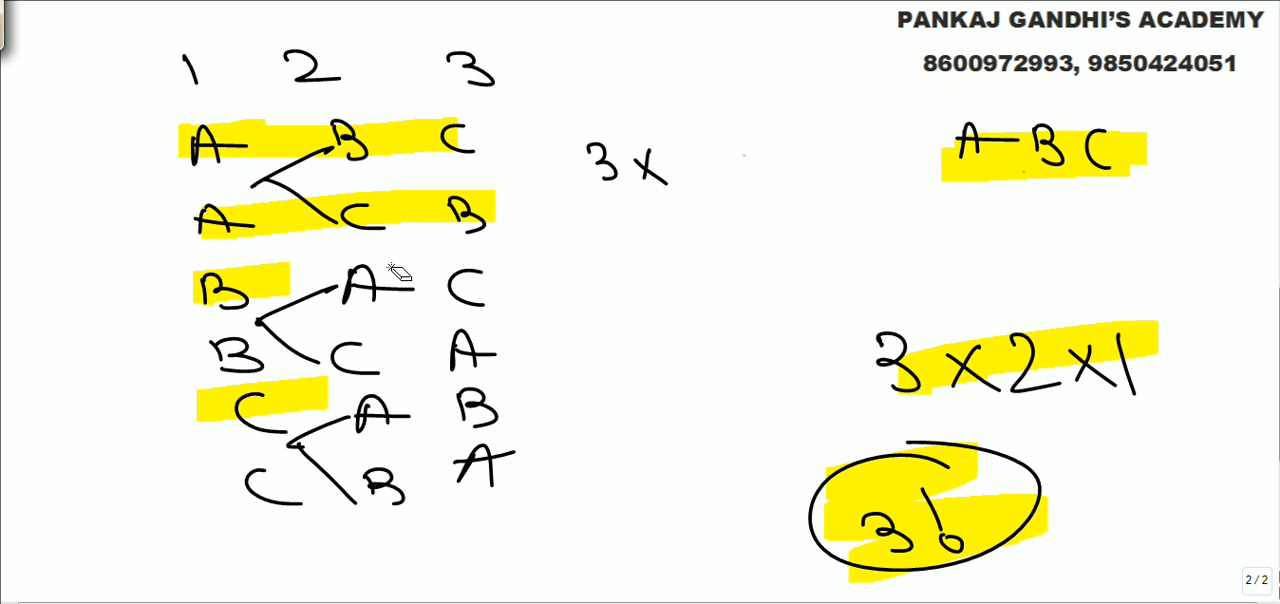 PANKAJ GANDHI'S ACADEMY
8600972993, 9850424051
1 2 3
A B C
3 x
A B C
A C B
B A C
B C A
3 x 2 x 1
C A B
C B A
3!
2 / 2